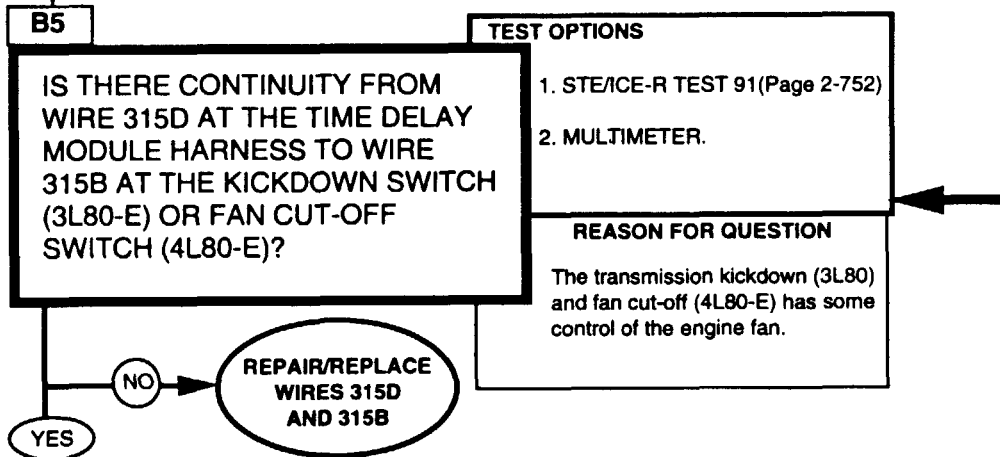 B5
IS THERE CONTINUITY FROM
WIRE 315D AT THE TIME DELAY
MODULE HARNESS TO WIRE
315B AT THE KICKDOWN SWITCH
(3L80-E) OR FAN CUT-OFF
SWITCH (4L80-E)?
TEST OPTIONS
1. STE/ICE-R TEST 91(Page 2-752)
2. MULTIMETER.
REASON FOR QUESTION
The transmission kickdown (3L80)
and fan cut-off (4L80-E) has some
control of the engine fan.
NO
REPAIR/REPLACE
WIRES 315D
AND 315B
YES